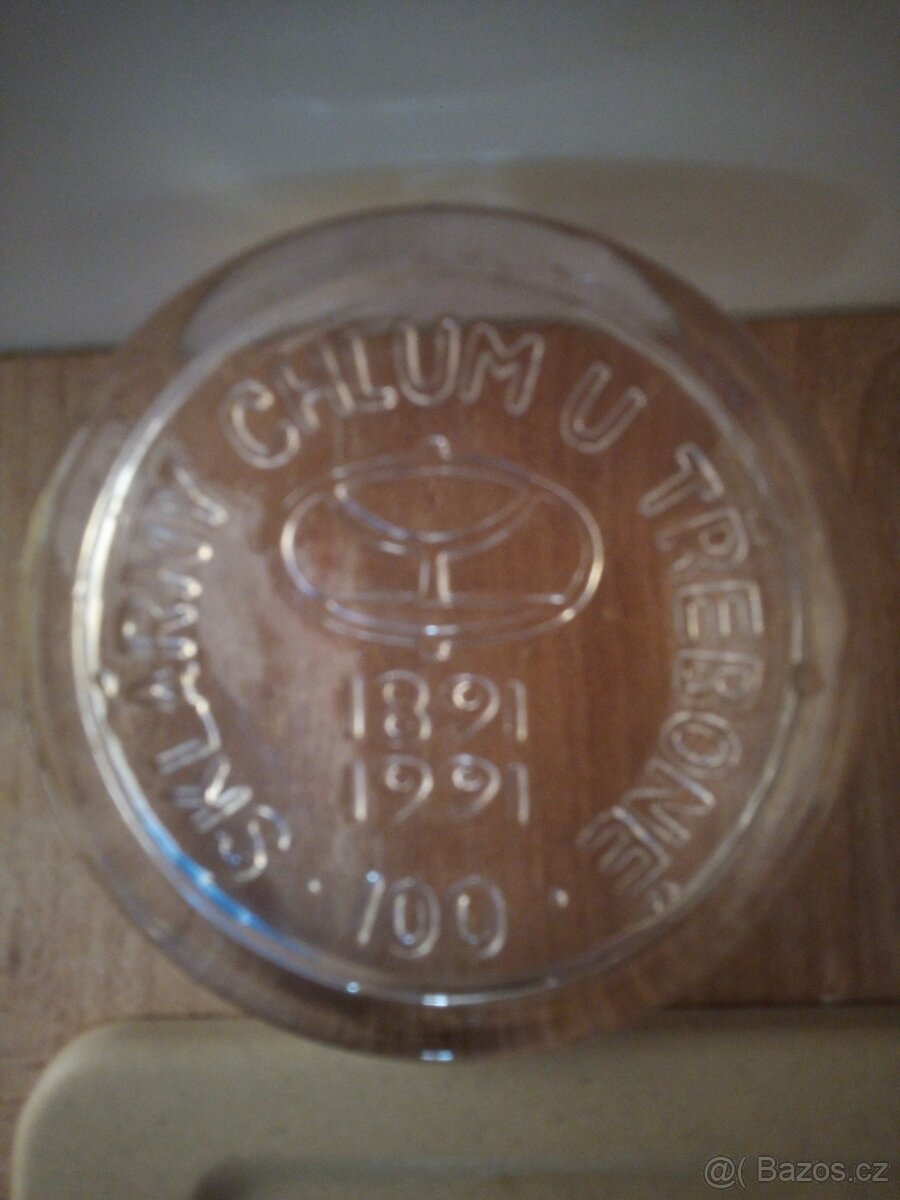 SKLÁRNY CHLUM U TŘEBONĚ
1891
1991
· 100 ·
@( Bazos.cz